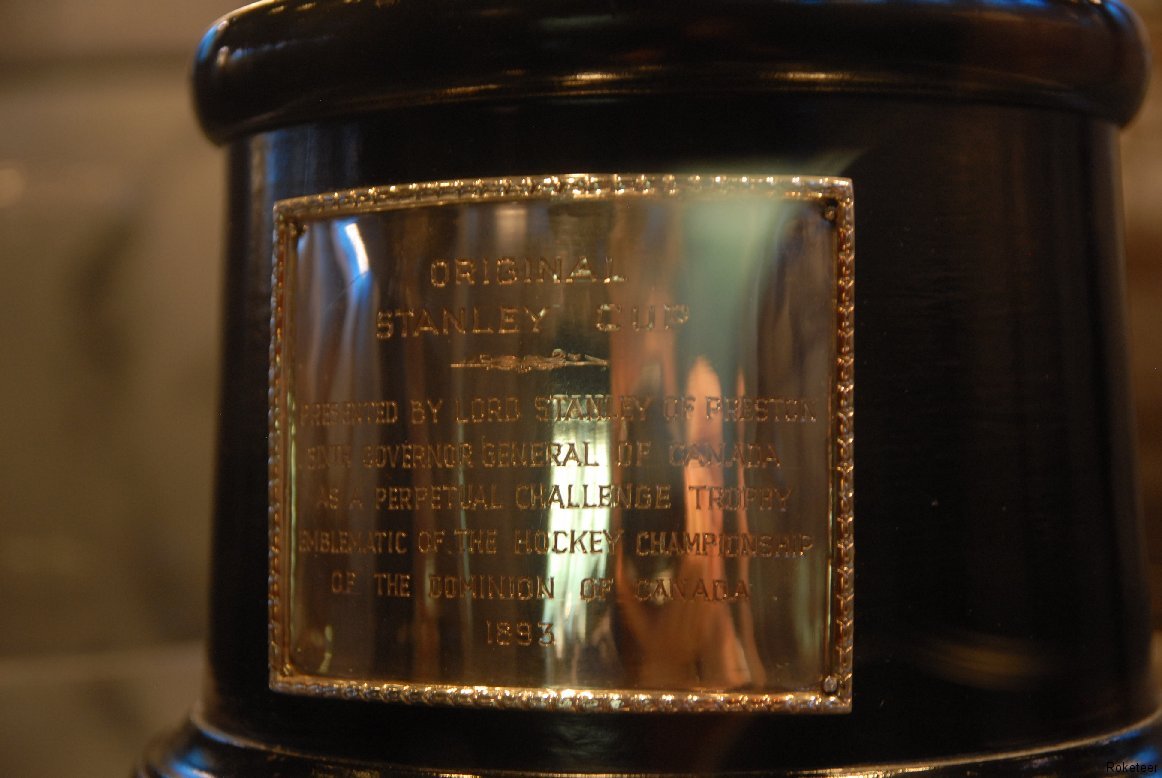 ORIGINAL
STANLEY CUP
PRESENTED BY LORD STANLEY OF PRESTON
SIXTH GOVERNOR GENERAL OF CANADA
AS A PERPETUAL CHALLENGE TROPHY
EMBLEMATIC OF THE HOCKEY CHAMPIONSHIP
OF THE DOMINION OF CANADA
1893
Roketeer